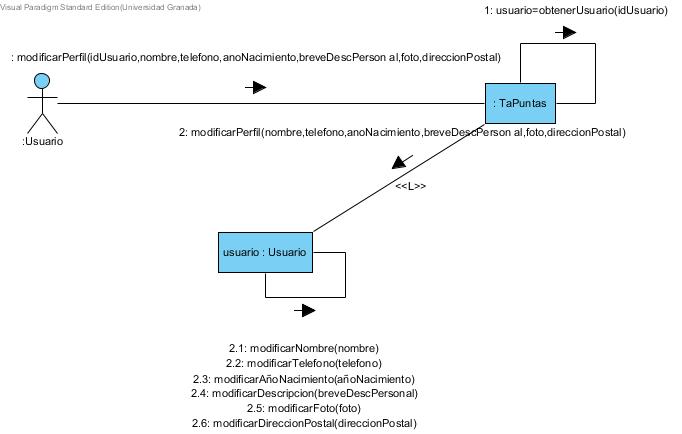 Visual Paradigm Standard Edition(Universidad Granada)
1: usuario=obtenerUsuario(idUsuario)
: modificarPerfil(idUsuario,nombre,telefono,anoNacimiento,breveDescPerson al,foto,direccionPostal)
: TaPuntas
:Usuario
2: modificarPerfil(nombre,telefono,anoNacimiento,breveDescPerson al,foto,direccionPostal)
<<L>>
usuario : Usuario
2.1: modificarNombre(nombre)
2.2: modificarTelefono(telefono)
2.3: modificarAñoNacimiento(añoNacimiento)
2.4: modificarDescripcion(breveDescPersonal)
2.5: modificarFoto(foto)
2.6: modificarDireccionPostal(direccionPostal)